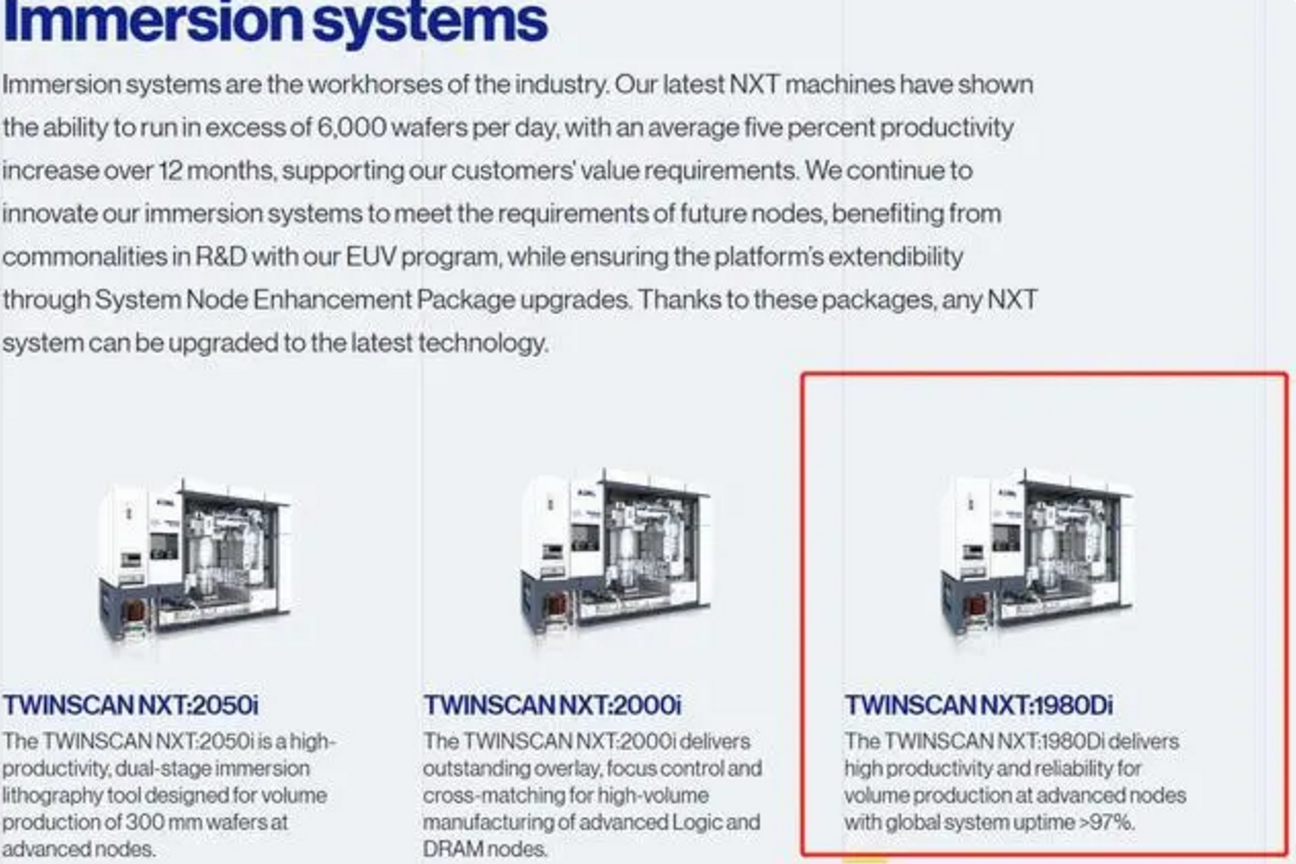 Immersion systems
Immersion systems are the workhorses of the industry. Our latest NXT machines have shown
the ability to run in excess of 6,000 wafers per day, with an average five percent productivity
increase over 12 months, supporting our customers' value requirements. We continue to
innovate our immersion systems to meet the requirements of future nodes, benefiting from
commonalities in R&D with our EUV program, while ensuring the platform's extendibility
through System Node Enhancement Package upgrades. Thanks to these packages, any NXT
system can be upgraded to the latest technology.
TWINSCAN NXT:2050i
The TWINSCAN NXT:2050i is a high-
productivity, dual-stage immersion
lithography tool designed for volume
production of 300 mm wafers at
advanced nodes.
TWINSCAN NXT:2000i
The TWINSCAN NXT:2000i delivers
outstanding overlay, focus control and
cross-matching for high-volume
manufacturing of advanced Logic and
DRAM nodes.
TWINSCAN NXT:1980Di
The TWINSCAN NXT:1980Di delivers
high productivity and reliability for
volume production at advanced nodes
with global system uptime >97%.